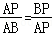 AP/AB = BP/AP